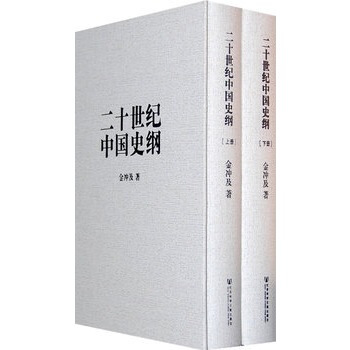 二十世纪
中国史纲
金冲及 著
二十世纪中国史纲
[上册]
金冲及 著
二十世纪中国史纲
[下册]
金冲及 著